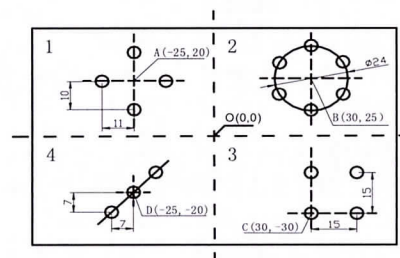 1
A(-25,20)
10
11
2
ø24
B(30,25)
O(0,0)
4
7
7
D(-25,-20)
3
15
C(30,-30)
15